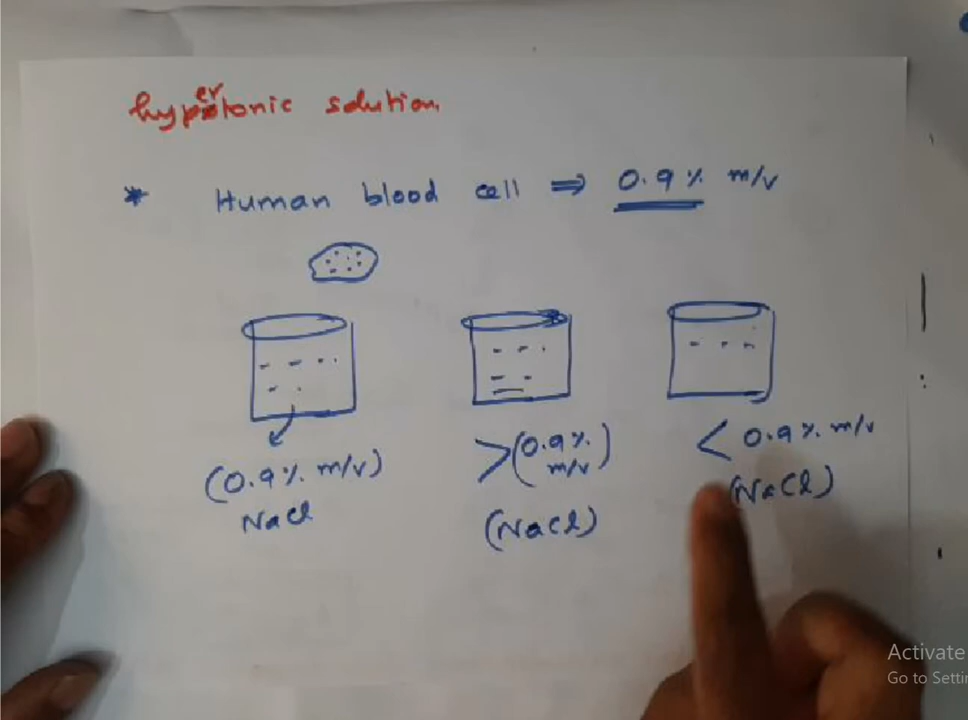 hypertonic solution.
* Human blood cell ⇒ 0.9% m/v
(0.9% m/v)
NaCl
>(0.9%
m/v)
(NaCl)
< 0.9% m/v
(NaCl)
Activate
Go to Settin